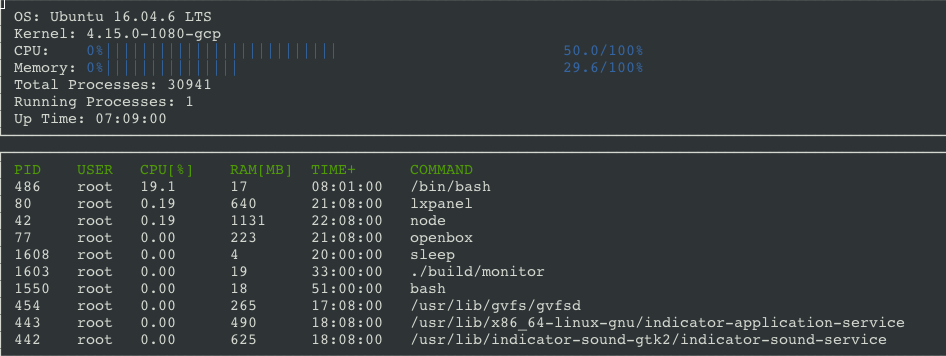 OS: Ubuntu 16.04.6 LTS
Kernel: 4.15.0-1080-gcp
CPU: 0%|||||||||||||||||||||||||| 50.0/100%
Memory: 0%||||||||||||||| 29.6/100%
Total Processes: 30941
Running Processes: 1
Up Time: 07:09:00
PID USER CPU[%] RAM[MB] TIME+ COMMAND
486 root 19.1 17 08:01:00 /bin/bash
80 root 0.19 640 21:08:00 lxpanel
42 root 0.19 1131 22:08:00 node
77 root 0.00 223 21:08:00 openbox
1608 root 0.00 4 20:00:00 sleep
1603 root 0.00 19 33:00:00 ./build/monitor
1550 root 0.00 18 51:00:00 bash
454 root 0.00 265 17:08:00 /usr/lib/gvfs/gvfsd
443 root 0.00 490 18:08:00 /usr/lib/x86_64-linux-gnu/indicator-application-service
442 root 0.00 625 18:08:00 /usr/lib/indicator-sound-gtk2/indicator-sound-service